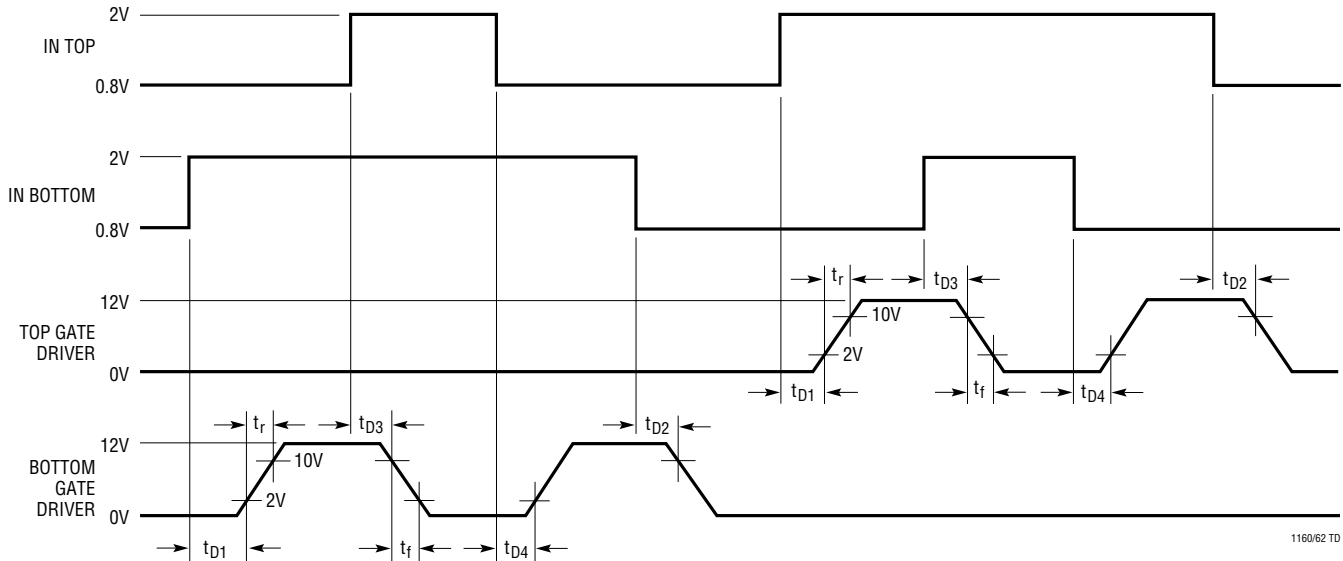 2V
IN TOP
0.8V
2V
IN BOTTOM
0.8V
tr
tD3
tD2
12V
10V
TOP GATE
DRIVER
2V
0V
tD1
tf
tD4
tr
tD3
tD2
12V
10V
BOTTOM
GATE
DRIVER
2V
0V
tD1
tf
tD4
1160/62 TD